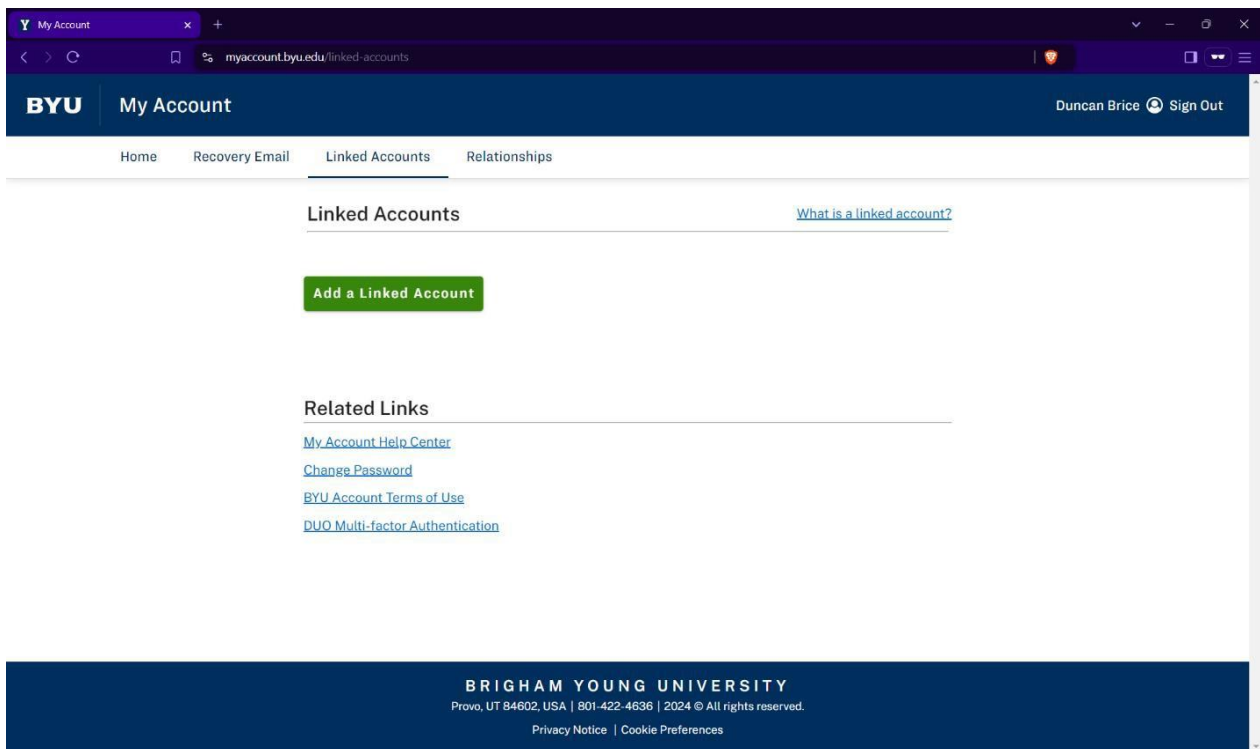 My Account
myaccount.byu.edu/linked-accounts
BYU My Account Duncan Brice Sign Out
Home Recovery Email Linked Accounts Relationships
Linked Accounts What is a linked account?
Add a Linked Account
Related Links
My Account Help Center
Change Password
BYU Account Terms of Use
DUO Multi-factor Authentication
BRIGHAM YOUNG UNIVERSITY
Provo, UT 84602, USA | 801-422-4636 | 2024 © All rights reserved.
Privacy Notice | Cookie Preferences